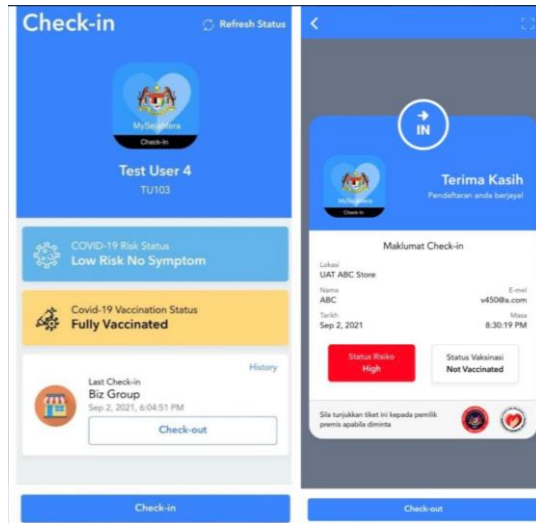 Check-in
Refresh Status
MySejahtera
Check-In
Test User 4
TU103
COVID-19 Risk Status
Low Risk No Symptom
Covid-19 Vaccination Status
Fully Vaccinated
History
Last Check-in
Biz Group
Sep 2, 2021, 6:04:51 PM
Check-out
Check-in
IN
MySejahtera
Check-In
Terima Kasih
Pendaftaran anda berjaya!
Maklumat Check-in
Lokasi
UAT ABC Store
Nama E-mel
ABC v450@a.com
Tarikh Masa
Sep 2, 2021 8:30:19 PM
Status Risiko Status Vaksinasi
High Not Vaccinated
Sila tunjukkan tiket ini kepada pemilik
premis apabila diminta
Check-out